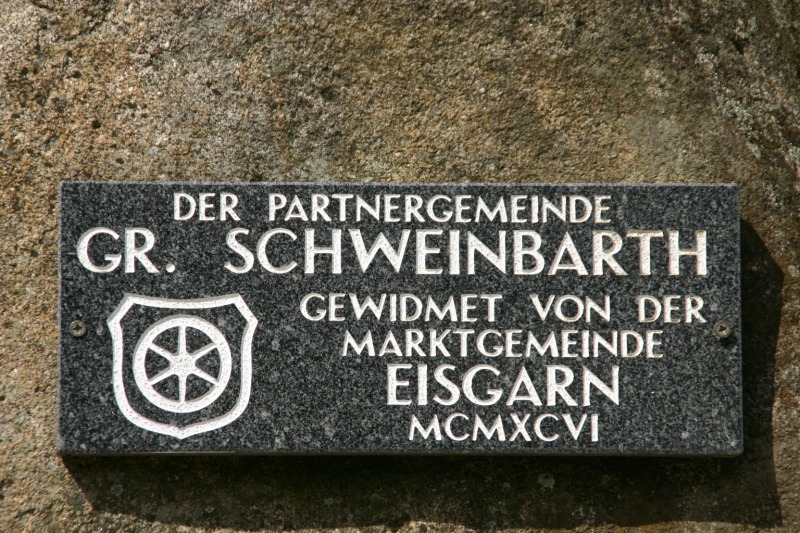 DER PARTNERGEMEINDE
GR. SCHWEINBARTH
GEWIDMET VON DER
MARKTGEMEINDE
EISGARN
MCMXCVI